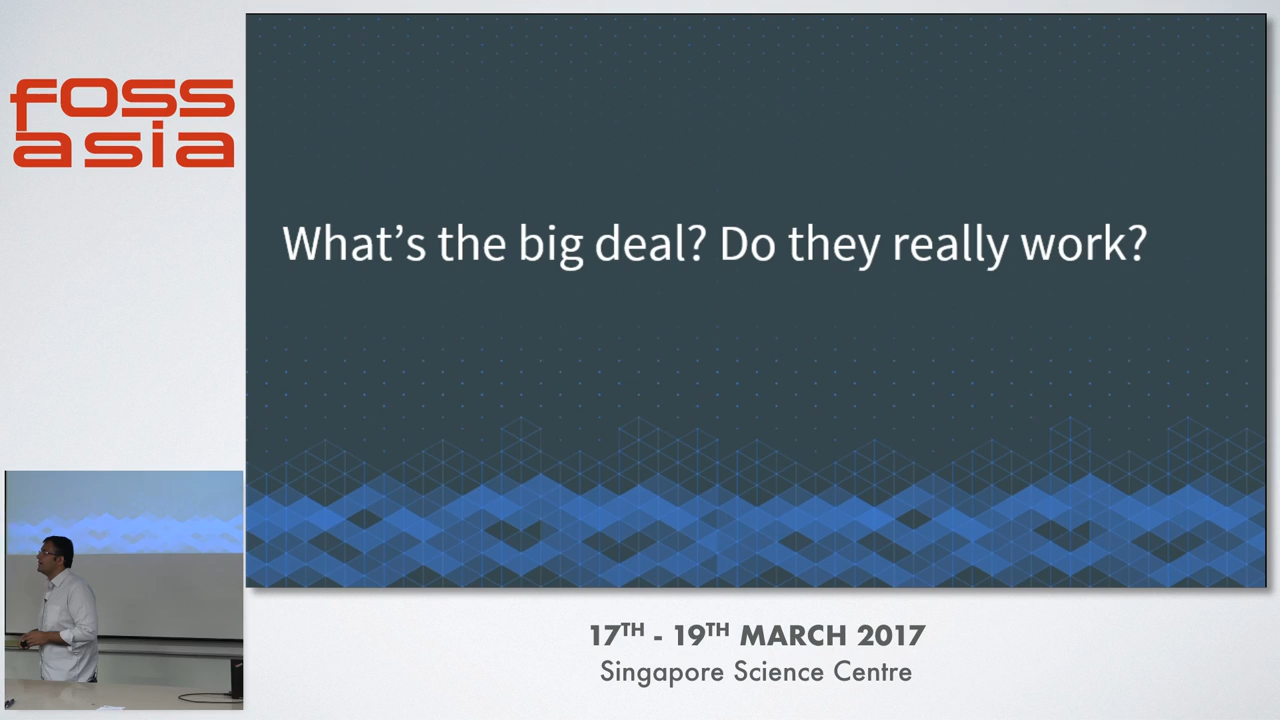 foss
asia
What's the big deal? Do they really work?
17TH - 19TH MARCH 2017
Singapore Science Centre